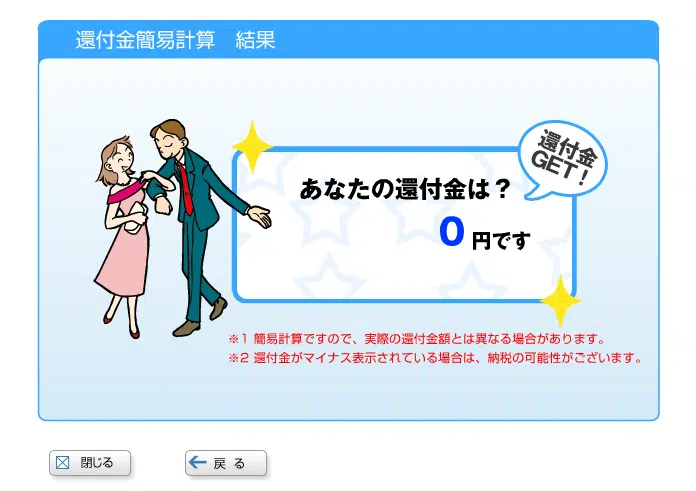 還付金簡易計算　結果
還付金
GET！
あなたの還付金は？
0 円です
※1 簡易計算ですので、実際の還付金額とは異なる場合があります。
※2 還付金がマイナス表示されている場合は、納税の可能性がございます。
閉じる
戻 る